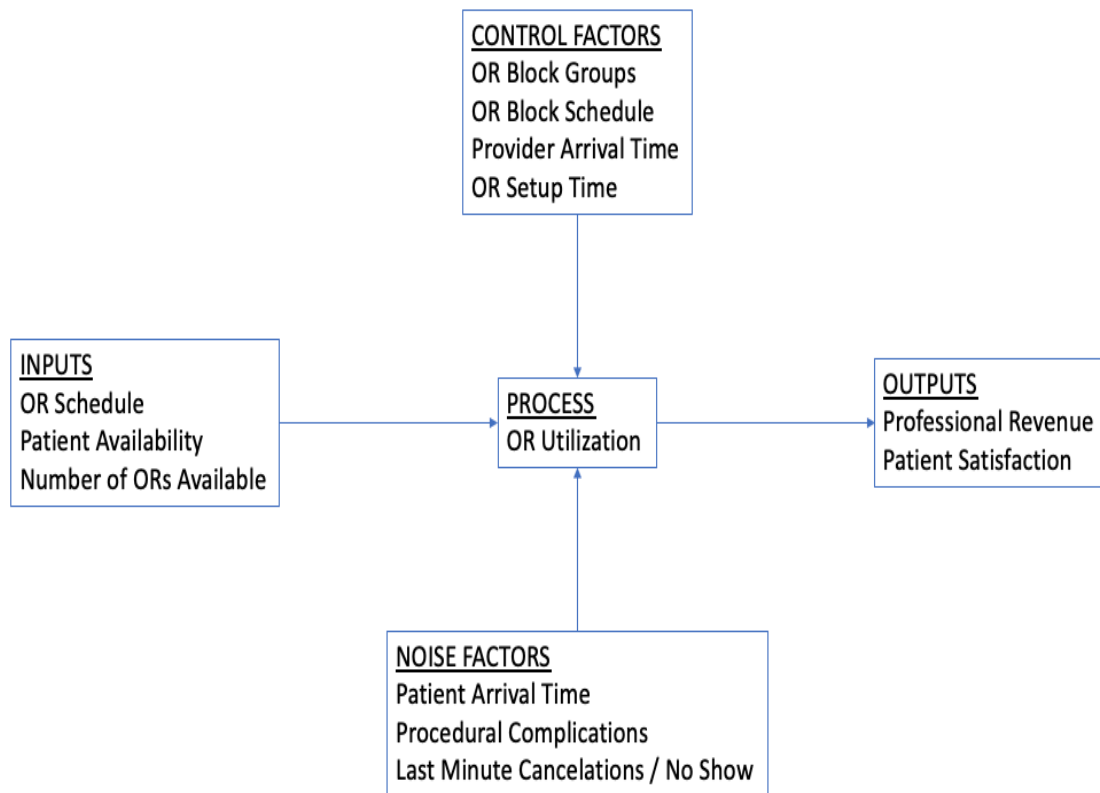 CONTROL FACTORS
OR Block Groups
OR Block Schedule
Provider Arrival Time
OR Setup Time
INPUTS
OR Schedule
Patient Availability
Number of ORs Available
PROCESS
OR Utilization
OUTPUTS
Professional Revenue
Patient Satisfaction
NOISE FACTORS
Patient Arrival Time
Procedural Complications
Last Minute Cancelations / No Show